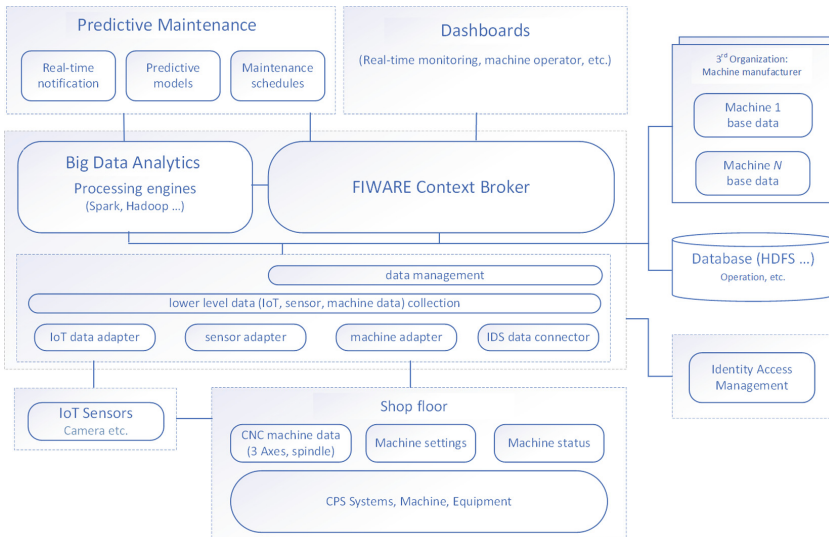 Predictive Maintenance
Real-time
notification
Predictive
models
Maintenance
schedules
Dashboards
(Real-time monitoring, machine operator, etc.)
3rd Organization:
Machine manufacturer
Machine 1
base data
Machine N
base data
Big Data Analytics
Processing engines
(Spark, Hadoop ...)
FIWARE Context Broker
Database (HDFS ...)
Operation, etc.
data management
lower level data (IoT, sensor, machine data) collection
IoT data adapter
sensor adapter
machine adapter
IDS data connector
Identity Access
Management
IoT Sensors
Camera etc.
Shop floor
CNC machine data
(3 Axes, spindle)
Machine settings
Machine status
CPS Systems, Machine, Equipment